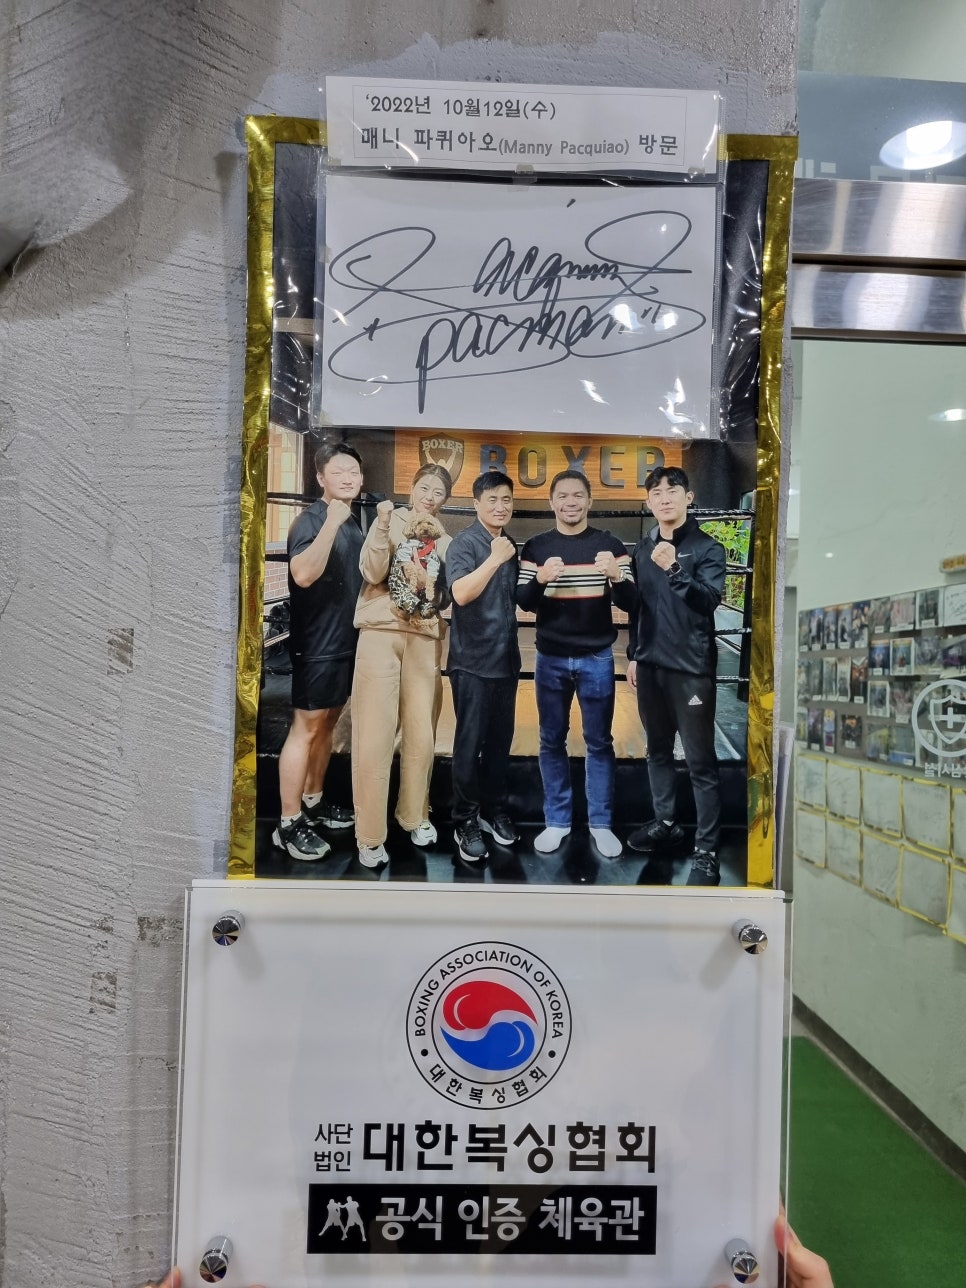 '2022년 10월12일(수)
매니 파퀴아오(Manny Pacquiao) 방문
pacman
BOXER
BOXER
BOXING ASSOCIATION OF KOREA
대한복싱협회
사단법인 대한복싱협회
공식 인증 체육관